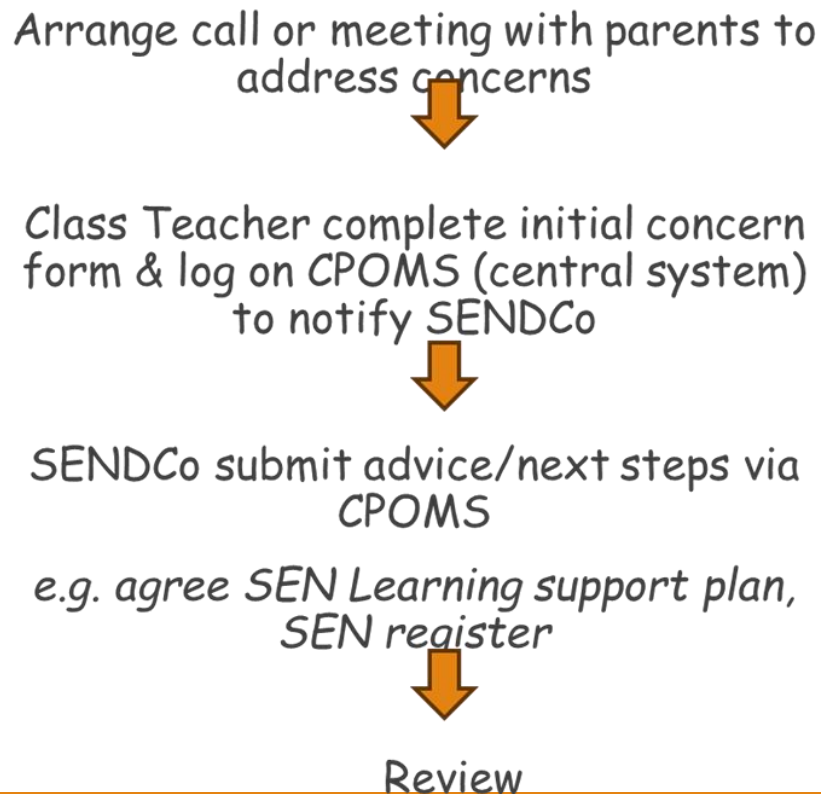 Arrange call or meeting with parents to
address concerns
Class Teacher complete initial concern
form & log on CPOMS (central system)
to notify SENDCo
SENDCo submit advice/next steps via
CPOMS
e.g. agree SEN Learning support plan,
SEN register
Review